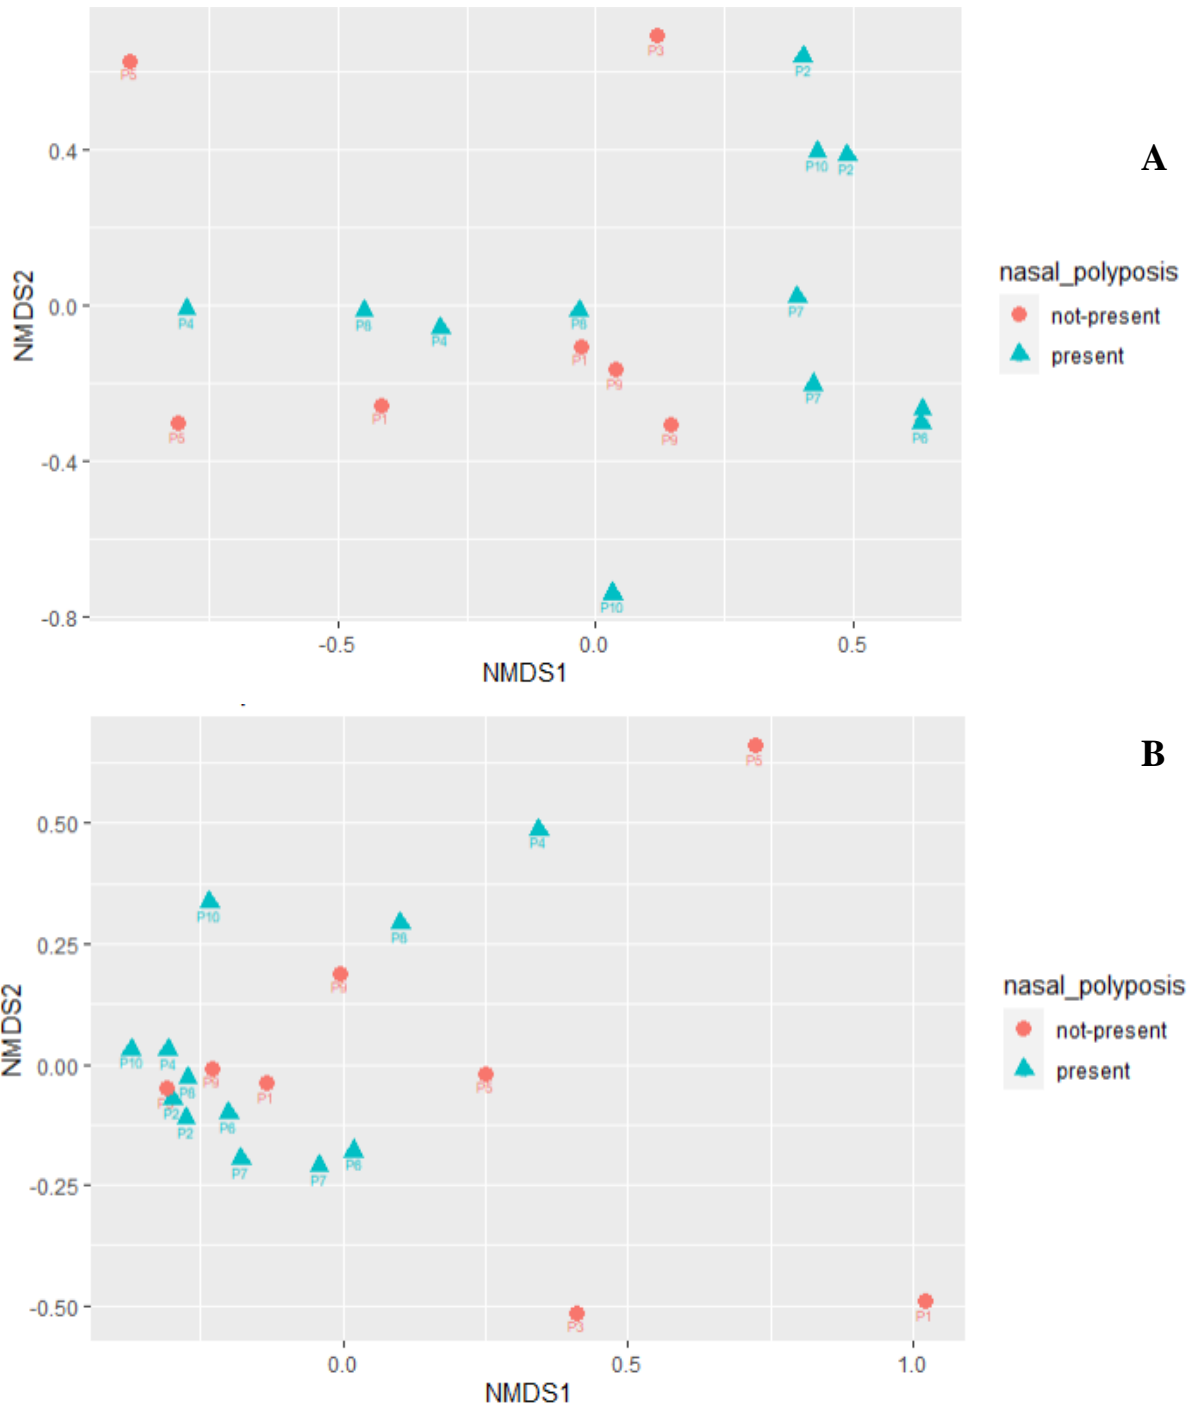 P5
P3
P2
0.4
P10
P2
A
nasal_polyposis
not-present
present
NMDS2
0.0
P4
P8
P4
P8
P7
P1
P9
P7
P5
P1
P9
P6
-0.4
P10
-0.8
-0.5
0.0
0.5
NMDS1
B
P5
0.50
P4
P10
P8
0.25
P9
nasal_polyposis
not-present
present
NMDS2
P10
P4
0.00
P9
P8
P1
P5
P2
P2
P6
P7
P7
P6
-0.25
-0.50
P3
P1
0.0
0.5
1.0
NMDS1